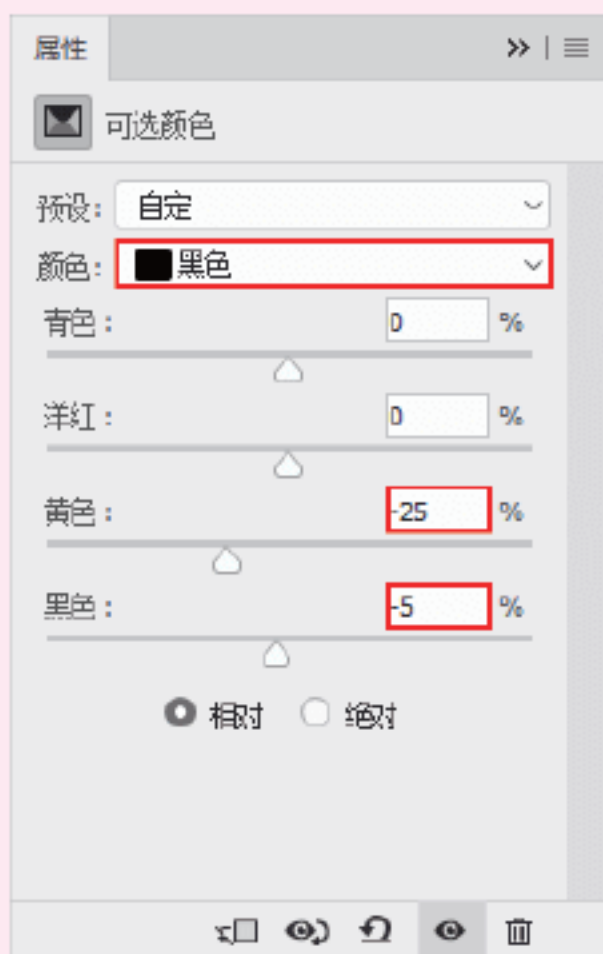 属性
可选颜色
预设: 自定
颜色: 黑色
青色: 0 %
洋红: 0 %
黄色: -25 %
黑色: -5 %
相对 绝对